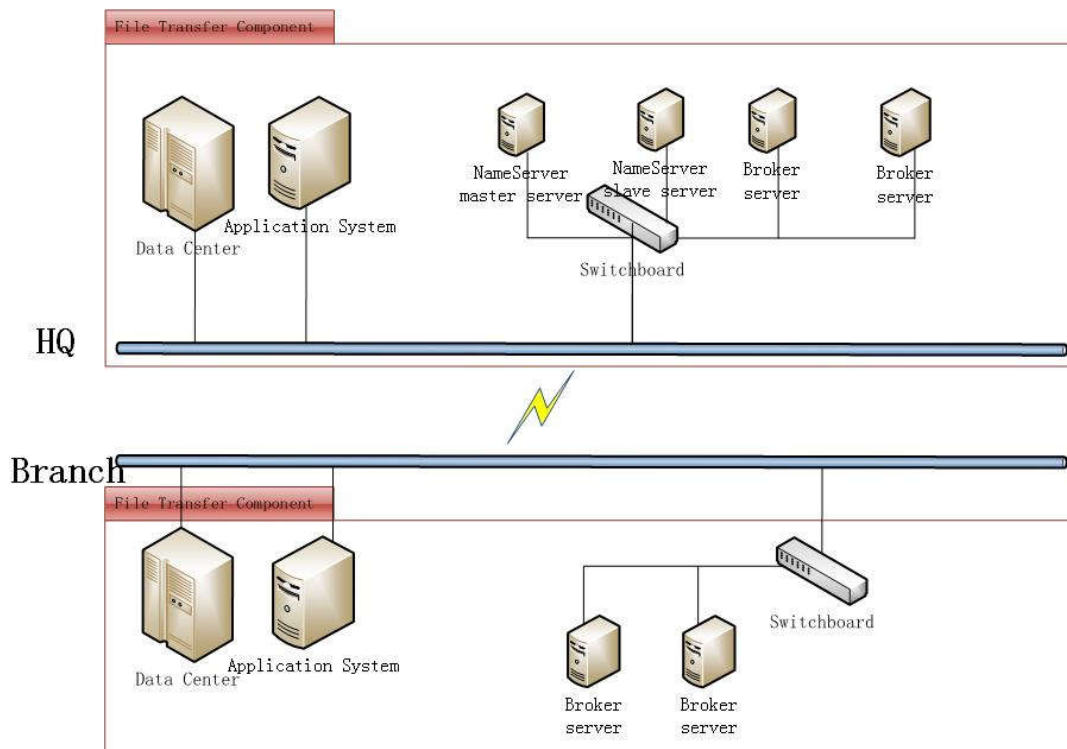 File Transfer Component
NameServer
master server
NameServer
slave server
Broker
server
Broker
server
Application System
Data Center
Switchboard
HQ
Branch
File Transfer Component
Switchboard
Application System
Data Center
Broker
server
Broker
server